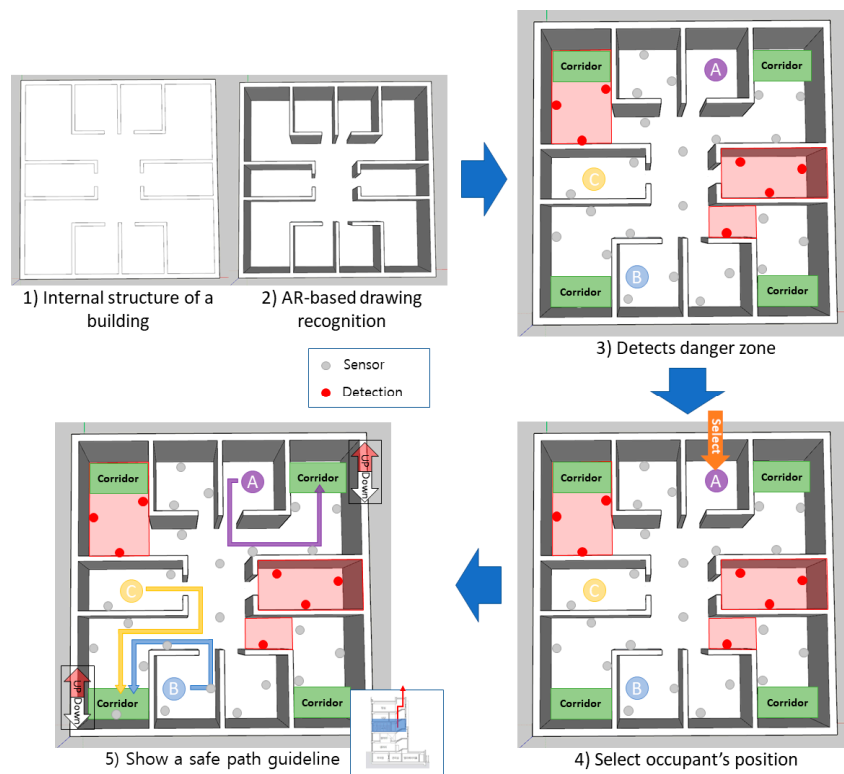 1) Internal structure of a
building
2) AR-based drawing
recognition
Corridor
A
Corridor
C
B
Corridor
Corridor
3) Detects danger zone
Sensor
Detection
Corridor
A
Corridor
UP
Down
C
B
UP
Down
Corridor
Corridor
5) Show a safe path guideline
Select
Corridor
A
Corridor
C
B
Corridor
Corridor
4) Select occupant's position